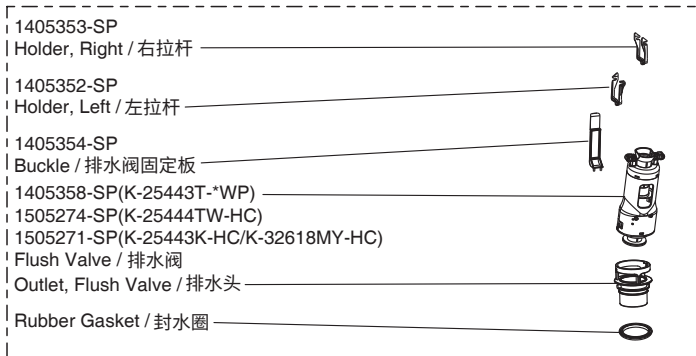 1405353-SP
Holder, Right / 右拉杆
1405352-SP
Holder, Left / 左拉杆
1405354-SP
Buckle / 排水阀固定板
1405358-SP(K-25443T-*WP)
1505274-SP(K-25444TW-HC)
1505271-SP(K-25443K-HC/K-32618MY-HC)
Flush Valve / 排水阀
Outlet, Flush Valve / 排水头
Rubber Gasket / 封水圈